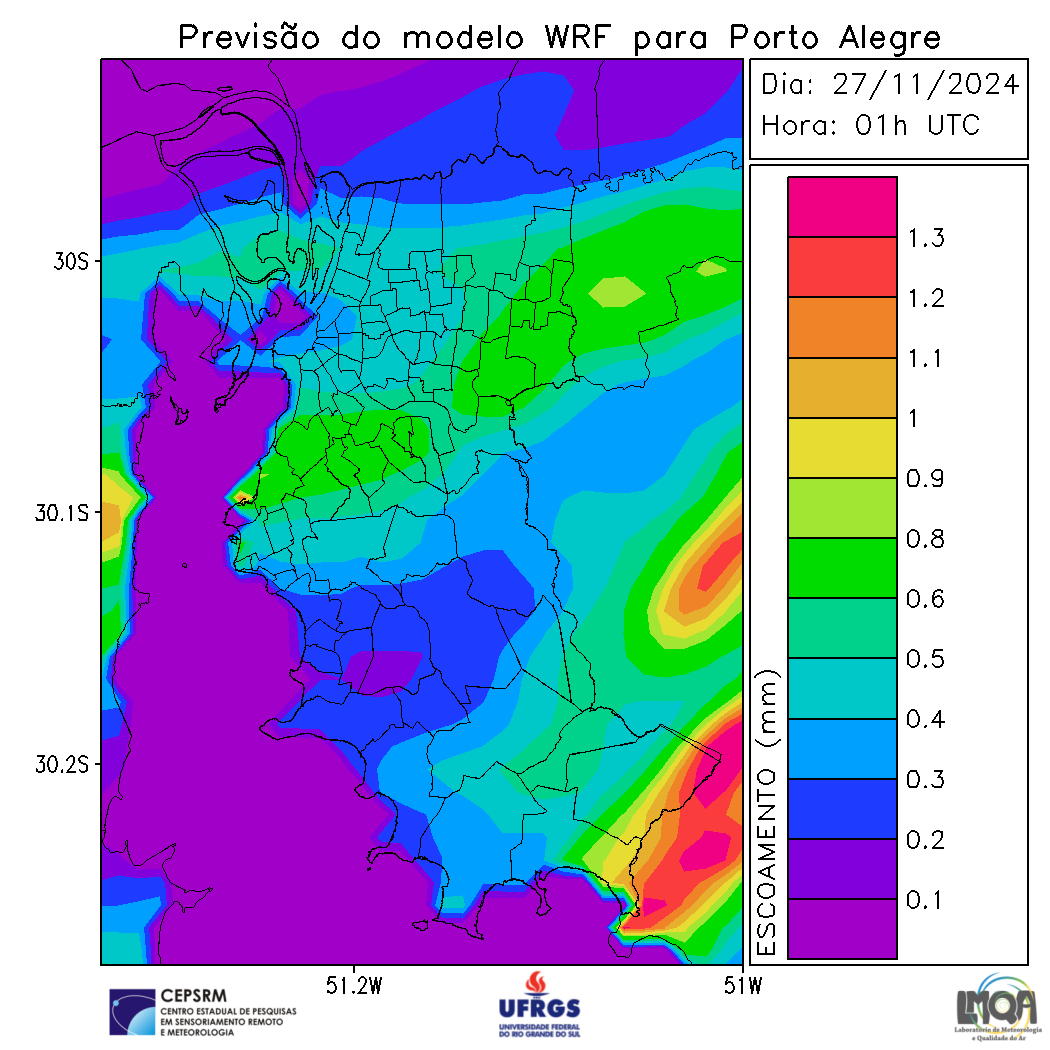 Previsão do modelo WRF para Porto Alegre
Dia: 27/11/2024
Hora: 01h UTC
30S
30.1S
30.2S
51.2W
51W
ESCOAMENTO (mm)
1.3
1.2
1.1
1
0.9
0.8
0.6
0.5
0.4
0.3
0.2
0.1
CEPSRM
CENTRO ESTADUAL DE PESQUISAS
EM SENSORIAMENTO REMOTO
E METEOROLOGIA
UFRGS
UNIVERSIDADE FEDERAL
DO RIO GRANDE DO SUL
LMQA
Laboratório de Meteorologia
e Qualidade do Ar